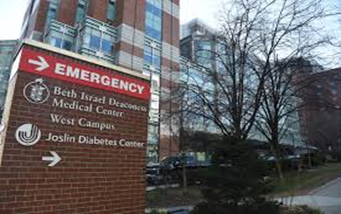 EMERGENCY
Beth Israel Deaconess
Medical Center
West Campus
Joslin Diabetes Center